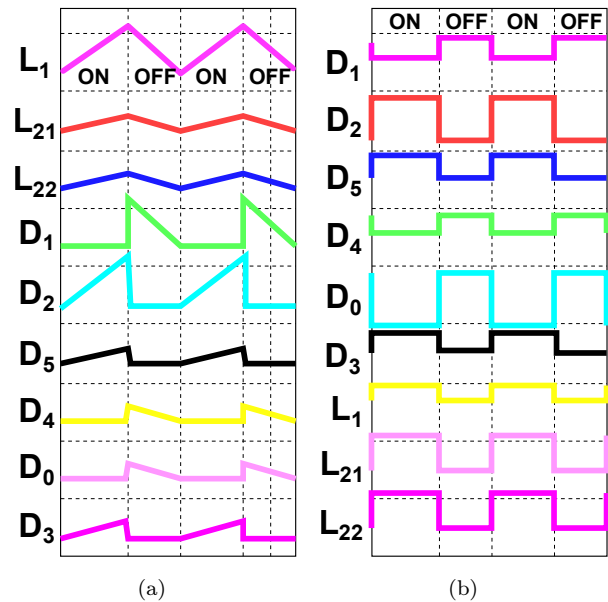 L1
ON OFF ON OFF
L21
L22
D1
D2
D5
D4
D0
D3
(a)
ON OFF ON OFF
D1
D2
D5
D4
D0
D3
L1
L21
L22
(b)